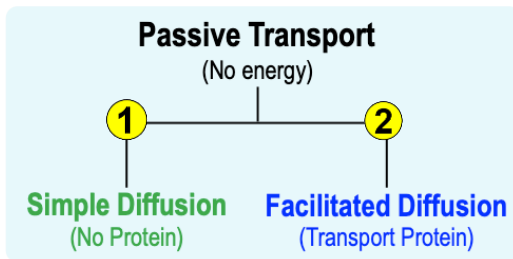 Passive Transport
(No energy)
1 2
Simple Diffusion Facilitated Diffusion
(No Protein) (Transport Protein)